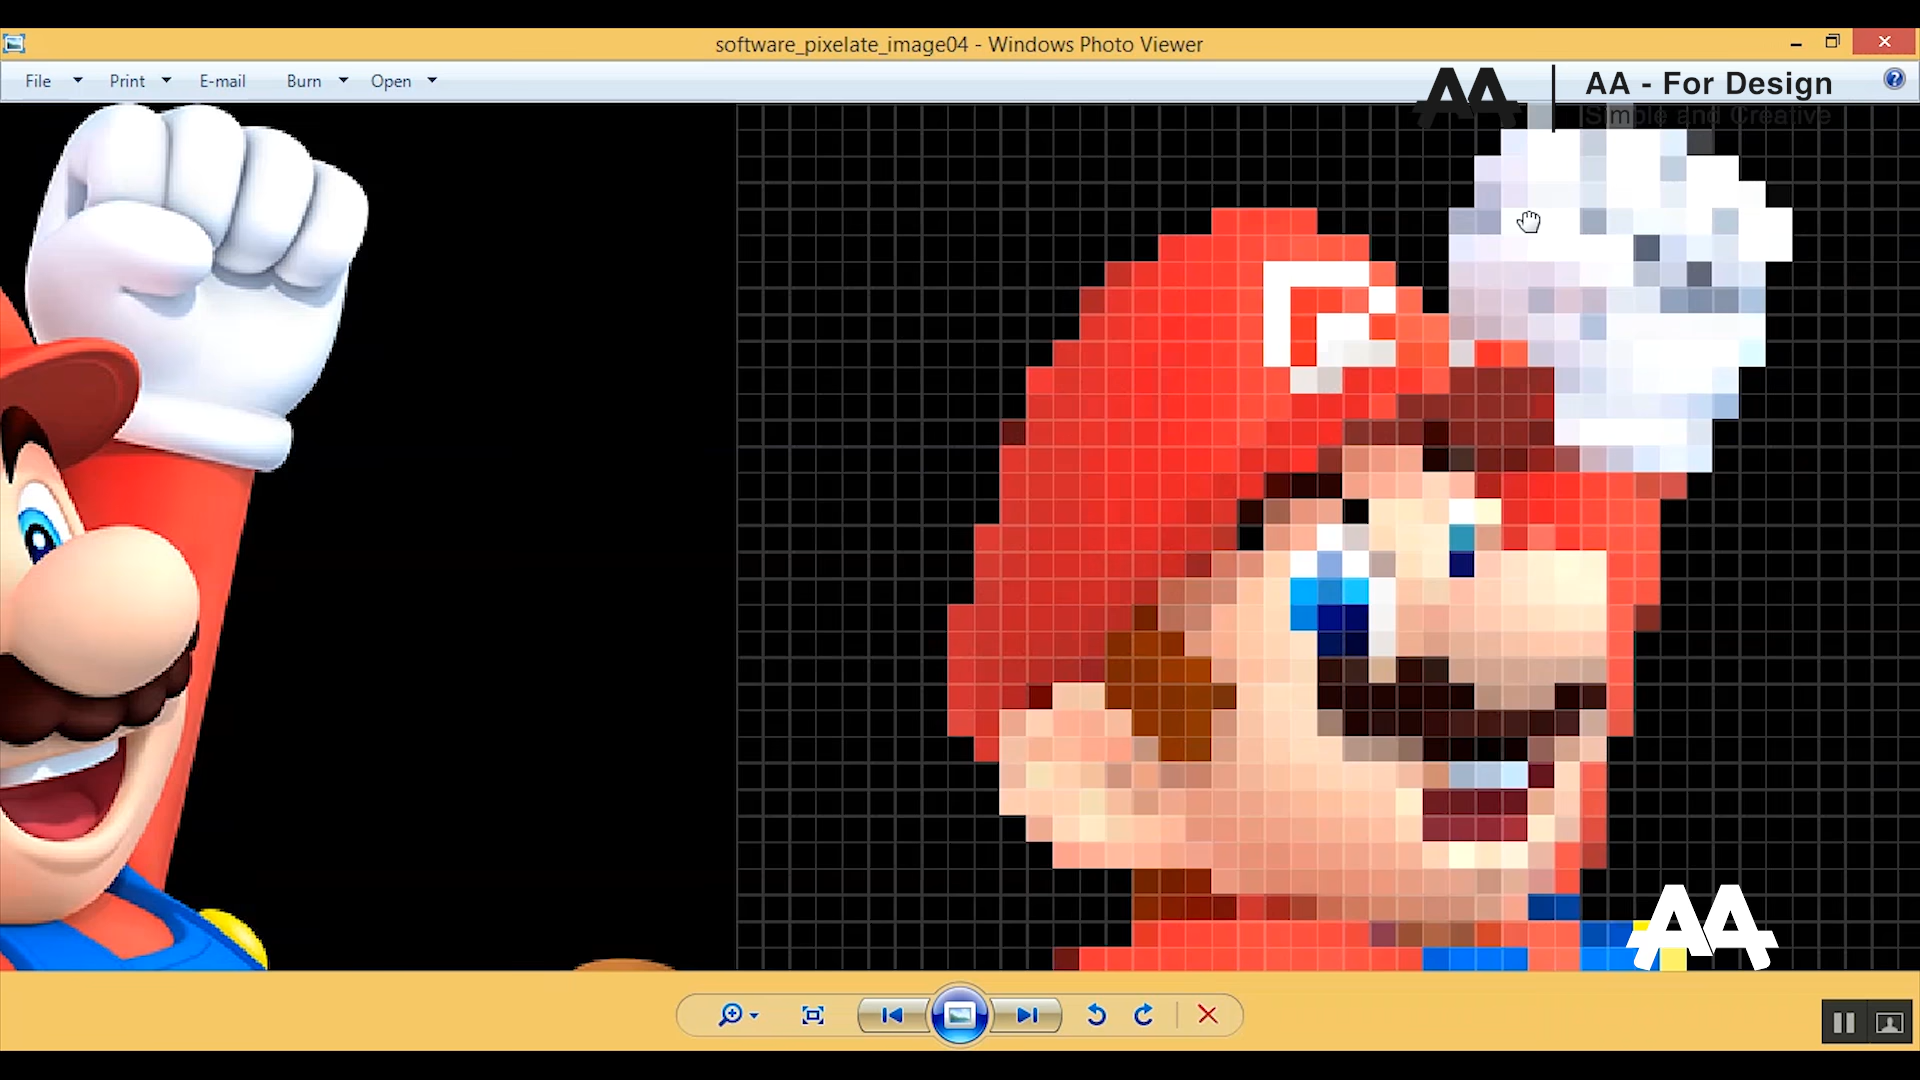 software_pixelate_image04 - Windows Photo Viewer
File Print E-mail Burn Open
AA
AA - For Design
Simple and Creative
AA